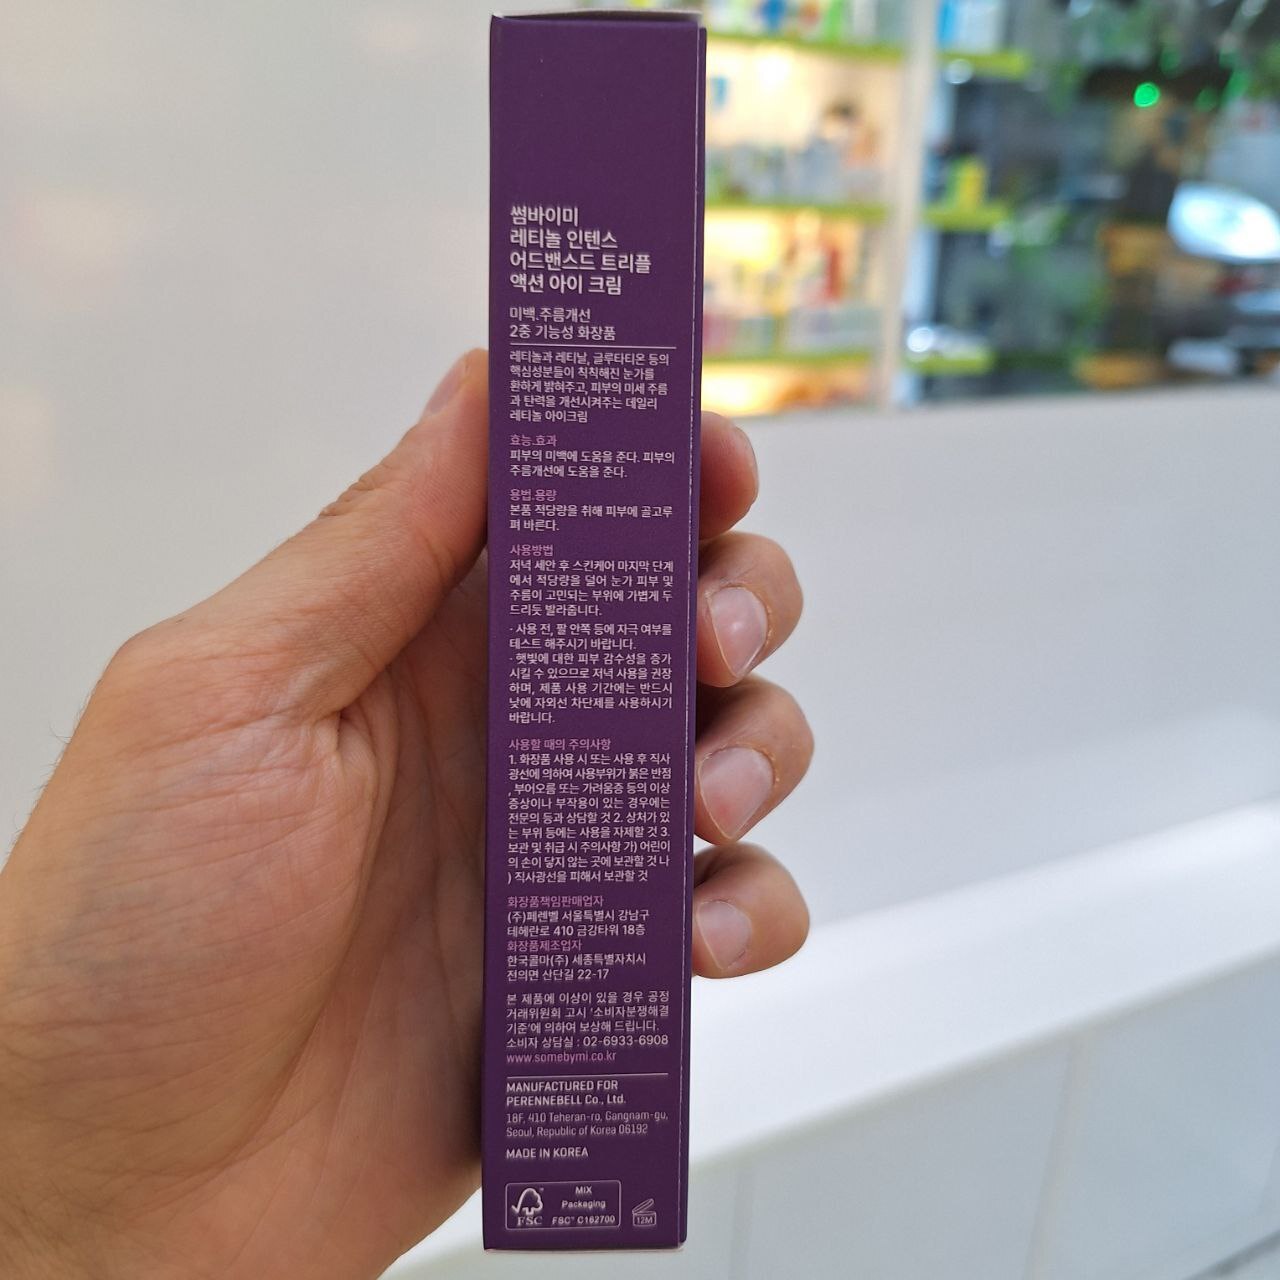 썸바이미
레티놀 인텐스
어드밴스드 트리플
액션 아이 크림
미백.주름개선
2중 기능성 화장품
레티놀과 레티날, 글루타티온 등의
핵심성분들이 칙칙해진 눈가를
환하게 밝혀주고, 피부의 미세 주름
과 탄력을 개선시켜주는 데일리
레티놀 아이크림
효능.효과
피부의 미백에 도움을 준다. 피부의
주름개선에 도움을 준다.
용법.용량
본품 적당량을 취해 피부에 골고루
펴 바른다.
사용방법
저녁 세안 후 스킨케어 마지막 단계
에서 적당량을 덜어 눈가 피부 및
주름이 고민되는 부위에 가볍게 두
드리듯 발라줍니다.
- 사용 전, 팔 안쪽 등에 자극 여부를
테스트 해주시기 바랍니다.
- 햇빛에 대한 피부 감수성을 증가
시킬 수 있으므로 저녁 사용을 권장
하며, 제품 사용 기간에는 반드시
낮에 자외선 차단제를 사용하시기
바랍니다.
사용할 때의 주의사항
1. 화장품 사용 시 또는 사용 후 직사
광선에 의하여 사용부위가 붉은 반점
, 부어오름 또는 가려움증 등의 이상
증상이나 부작용이 있는 경우에는
전문의 등과 상담할 것 2. 상처가 있
는 부위 등에는 사용을 자제할 것 3.
보관 및 취급 시 주의사항 가) 어린이
의 손이 닿지 않는 곳에 보관할 것 나
) 직사광선을 피해서 보관할 것
화장품책임판매업자
(주)페렌벨 서울특별시 강남구
테헤란로 410 금강타워 18층
화장품제조업자
한국콜마(주) 세종특별자치시
전의면 산단길 22-17
본 제품에 이상이 있을 경우 공정
거래위원회 고시 '소비자분쟁해결
기준'에 의하여 보상해 드립니다.
소비자 상담실 : 02-6933-6908
www.somebymi.co.kr
MANUFACTURED FOR
PERENNEBELL Co., Ltd.
18F, 410 Teheran-ro, Gangnam-gu,
Seoul, Republic of Korea 06192
MADE IN KOREA
MIX
Packaging
FSC
FSC™ C162700
12M